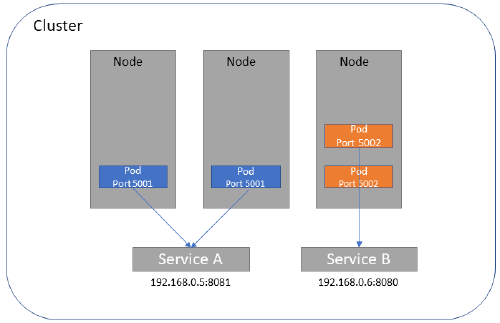 Cluster
Node
Node
Node
Pod
Port 5002
Pod
Port 5001
Pod
Port 5001
Pod
Port 5002
Service A
Service B
192.168.0.5:8081
192.168.0.6:8080